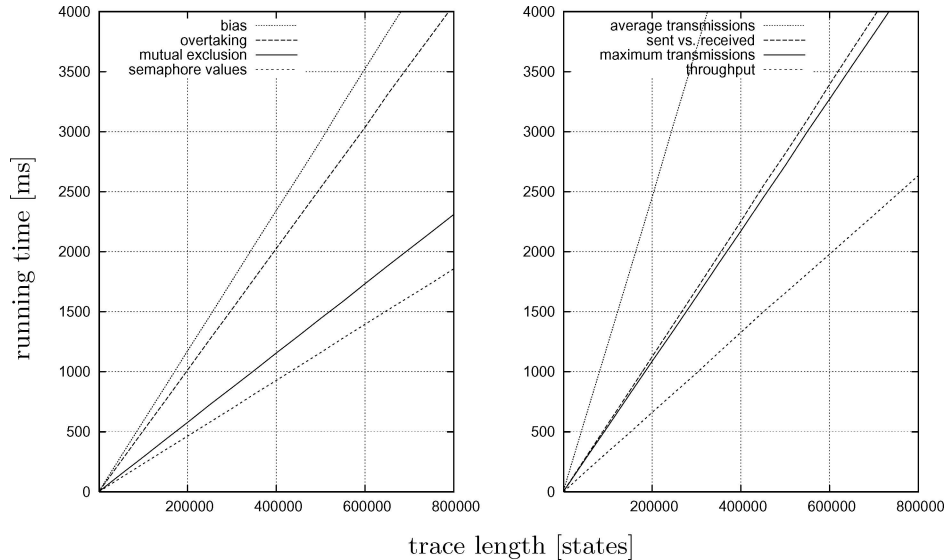 4000
3500
3000
2500
2000
1500
1000
500
0
200000 400000 600000 800000
bias
overtaking
mutual exclusion
semaphore values
4000
3500
3000
2500
2000
1500
1000
500
0
200000 400000 600000 800000
average transmissions
sent vs. received
maximum transmissions
throughput
running time [ms]
trace length [states]